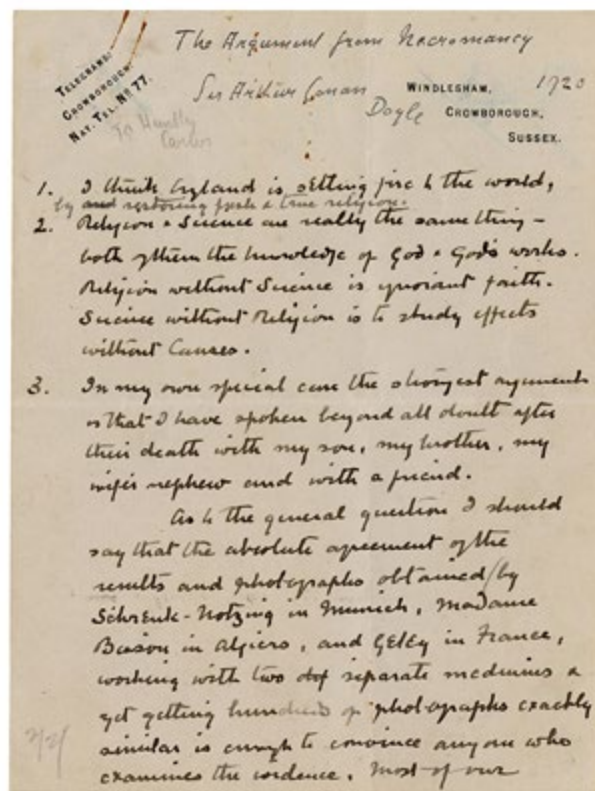 The Argument from Necromancy
TELEGRAMS:
CROWBOROUGH.
NAT. TEL. No 77.
To Huntly
Carter
Sir Arthur Conan
Doyle
WINDLESHAM,
CROWBOROUGH,
SUSSEX.
1920
1. I think England is setting fire to the world,
by and restoring fresh & true religion.
2. Religion & Science are really the same thing -
both of them the knowledge of God & God's works.
Religion without Science is ignorant faith.
Science without Religion is to study effects
without Causes.
3. In my own special case the strongest arguments
is that I have spoken beyond all doubt after
their death with my son, my brother, my
wife's nephew and with a friend.
As to the general question I should
say that the absolute agreement of the
results and photographs obtained by
Schrenk-Notzing in Munich, Madame
Bisson in Algiers, and Geley in France,
working with two separate mediums &
yet getting hundreds of photographs exactly
similar is enough to convince anyone who
examines the evidence. Most of our